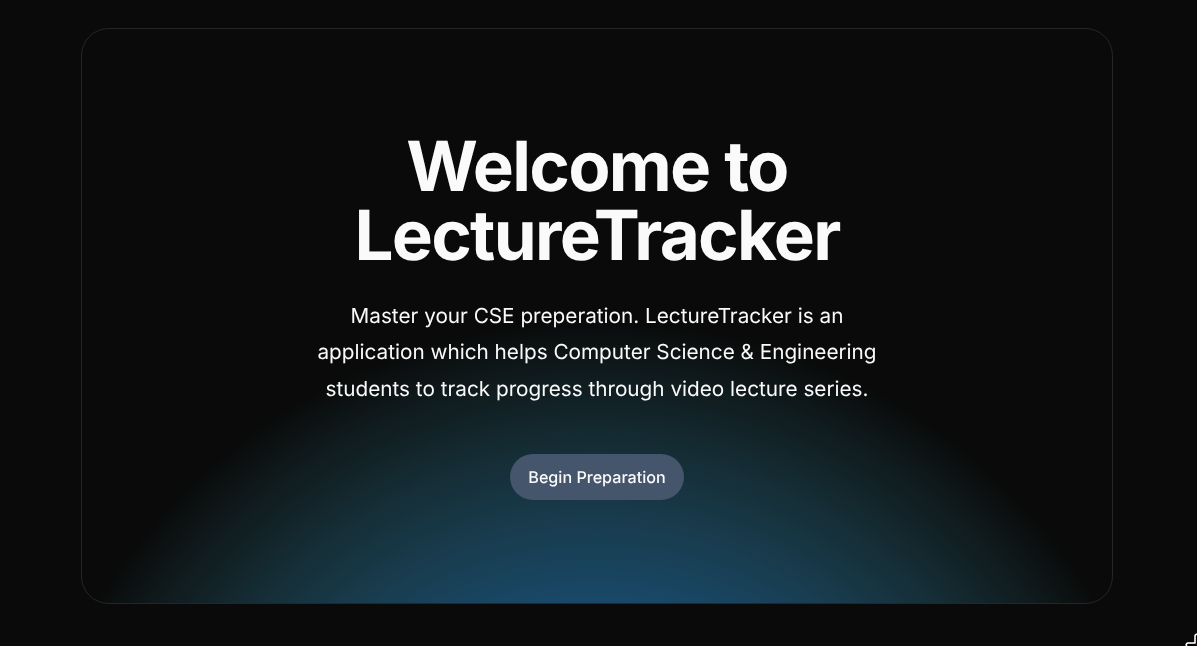 Welcome to
LectureTracker
Master your CSE preperation. LectureTracker is an
application which helps Computer Science & Engineering
students to track progress through video lecture series.
Begin Preparation